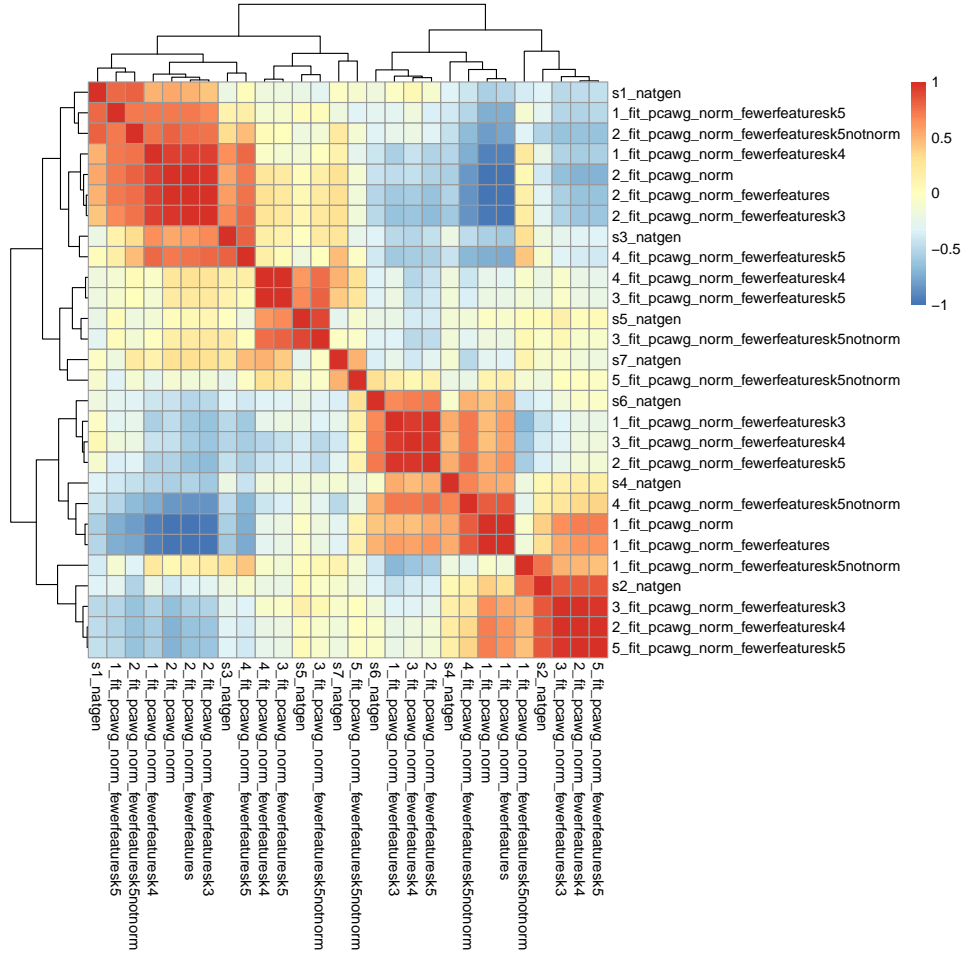 1
0.5
0
−0.5
−1
s1_natgen
1_fit_pcawg_norm_fewerfeaturesk5
2_fit_pcawg_norm_fewerfeaturesk5notnorm
1_fit_pcawg_norm_fewerfeaturesk4
2_fit_pcawg_norm
2_fit_pcawg_norm_fewerfeatures
2_fit_pcawg_norm_fewerfeaturesk3
s3_natgen
4_fit_pcawg_norm_fewerfeaturesk5
4_fit_pcawg_norm_fewerfeaturesk4
3_fit_pcawg_norm_fewerfeaturesk5
s5_natgen
3_fit_pcawg_norm_fewerfeaturesk5notnorm
s7_natgen
5_fit_pcawg_norm_fewerfeaturesk5notnorm
s6_natgen
1_fit_pcawg_norm_fewerfeaturesk3
3_fit_pcawg_norm_fewerfeaturesk4
2_fit_pcawg_norm_fewerfeaturesk5
s4_natgen
4_fit_pcawg_norm_fewerfeaturesk5notnorm
1_fit_pcawg_norm
1_fit_pcawg_norm_fewerfeatures
1_fit_pcawg_norm_fewerfeaturesk5notnorm
s2_natgen
3_fit_pcawg_norm_fewerfeaturesk3
2_fit_pcawg_norm_fewerfeaturesk4
5_fit_pcawg_norm_fewerfeaturesk5
s1_natgen
1_fit_pcawg_norm_fewerfeaturesk5
2_fit_pcawg_norm_fewerfeaturesk5notnorm
1_fit_pcawg_norm_fewerfeaturesk4
2_fit_pcawg_norm
2_fit_pcawg_norm_fewerfeatures
2_fit_pcawg_norm_fewerfeaturesk3
s3_natgen
4_fit_pcawg_norm_fewerfeaturesk5
4_fit_pcawg_norm_fewerfeaturesk4
3_fit_pcawg_norm_fewerfeaturesk5
s5_natgen
3_fit_pcawg_norm_fewerfeaturesk5notnorm
s7_natgen
5_fit_pcawg_norm_fewerfeaturesk5notnorm
s6_natgen
1_fit_pcawg_norm_fewerfeaturesk3
3_fit_pcawg_norm_fewerfeaturesk4
2_fit_pcawg_norm_fewerfeaturesk5
s4_natgen
4_fit_pcawg_norm_fewerfeaturesk5notnorm
1_fit_pcawg_norm
1_fit_pcawg_norm_fewerfeatures
1_fit_pcawg_norm_fewerfeaturesk5notnorm
s2_natgen
3_fit_pcawg_norm_fewerfeaturesk3
2_fit_pcawg_norm_fewerfeaturesk4
5_fit_pcawg_norm_fewerfeaturesk5